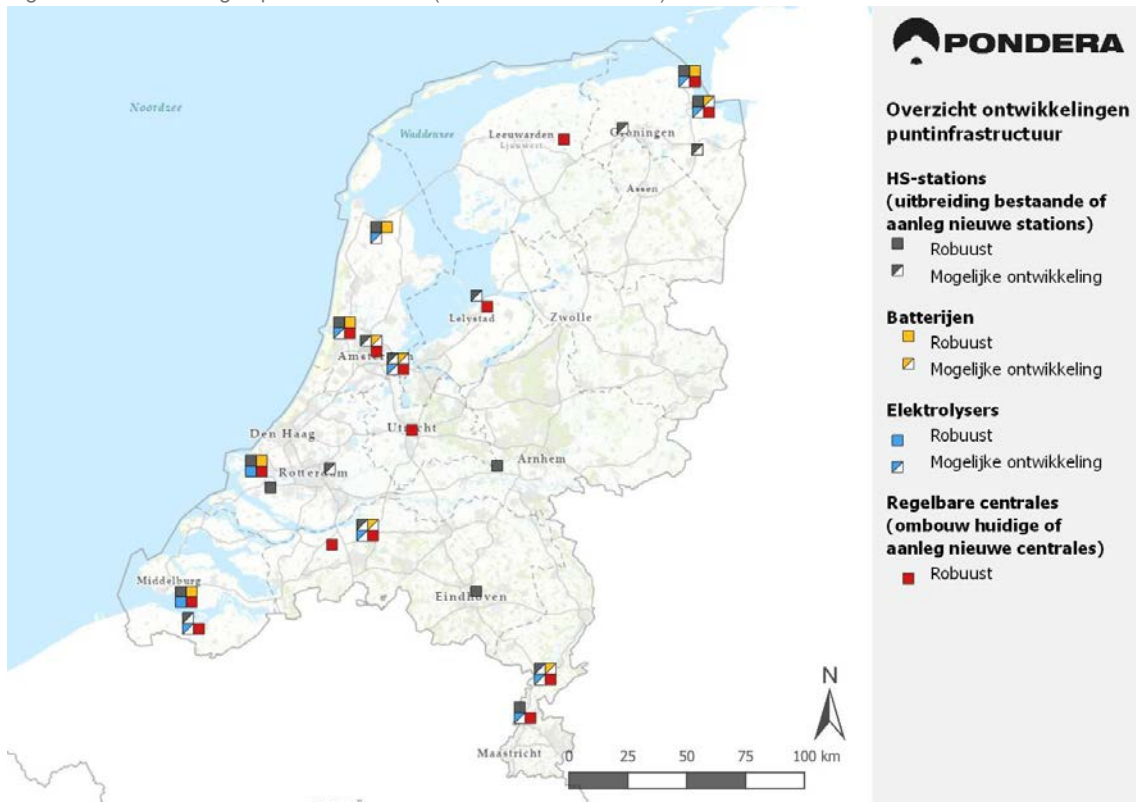 PONDERA
Overzicht ontwikkelingen
puntinfrastructuur
HS-stations
(uitbreiding bestaande of
aanleg nieuwe stations)
Robuust
Mogelijke ontwikkeling
Batterijen
Robuust
Mogelijke ontwikkeling
Elektrolysers
Robuust
Mogelijke ontwikkeling
Regelbare centrales
(ombouw huidige of
aanleg nieuwe centrales)
Robuust
Noordzee
Waddenzee
Leeuwarden
Ljouwert
Groningen
Assen
Lelystad
Zwolle
Amsterdam
Den Haag
Utrecht
Arnhem
Rotterdam
Middelburg
Eindhoven
Maastricht
N
0 25 50 75 100 km